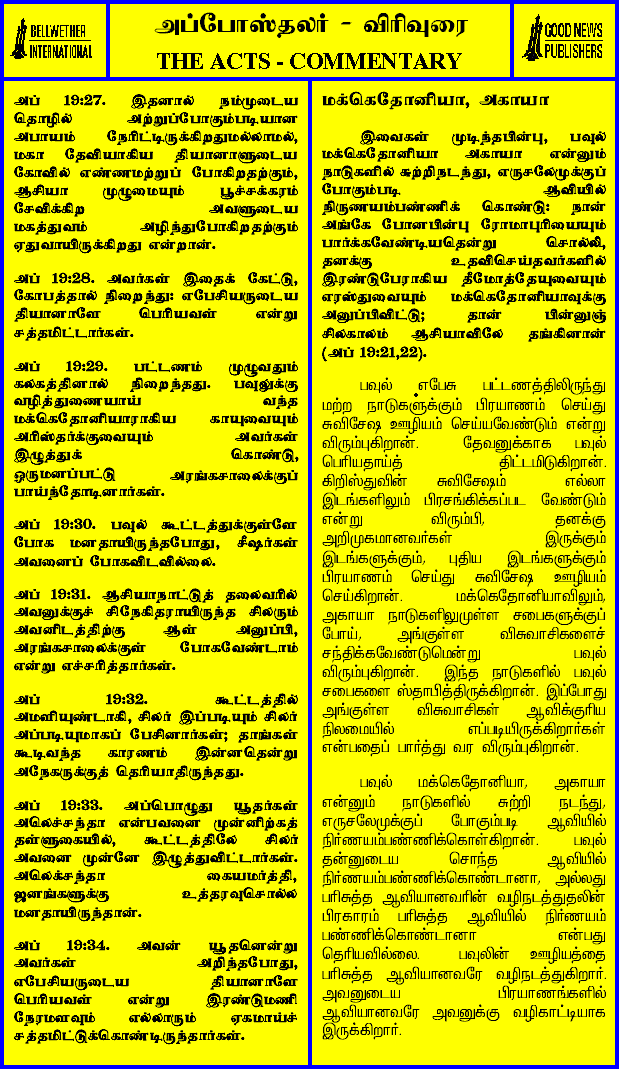 BELLWETHER
INTERNATIONAL
அப்போஸ்தலர் - விரிவுரை
THE ACTS - COMMENTARY
GOOD NEWS
PUBLISHERS
அப் 19:27. இதனால் நம்முடைய
தொழில் அற்றுப்போகும்படியான
அபாயம் நேரிட்டிருக்கிறதுமல்லாமல்,
மகா தேவியாகிய தியானாளுடைய
கோவில் எண்ணமற்றுப் போகிறதற்கும்,
ஆசியா முழுமையும் பூச்சக்கரம்
சேவிக்கிற அவளுடைய
மகத்துவம் அழிந்துபோகிறதற்கும்
ஏதுவாயிருக்கிறது என்றான்.
அப் 19:28. அவர்கள் இதைக் கேட்டு,
கோபத்தால் நிறைந்து: எபேசியருடைய
தியானாளே பெரியவள் என்று
சத்தமிட்டார்கள்.
அப் 19:29. பட்டணம் முழுவதும்
கலகத்தினால் நிறைந்தது. பவுலுக்கு
வழித்துணையாய் வந்த
மக்கெதோனியாராகிய காயுவையும்
அரிஸ்தர்க்குவையும் அவர்கள்
இழுத்துக் கொண்டு,
ஒருமனப்பட்டு அரங்கசாலைக்குப்
பாய்ந்தோடினார்கள்.
அப் 19:30. பவுல் கூட்டத்துக்குள்ளே
போக மனதாயிருந்தபோது, சீஷர்கள்
அவனைப் போகவிடவில்லை.
அப் 19:31. ஆசியாநாட்டுத் தலைவரில்
அவனுக்குச் சிநேகிதராயிருந்த சிலரும்
அவனிடத்திற்கு ஆள் அனுப்பி,
அரங்கசாலைக்குள் போகவேண்டாம்
என்று எச்சரித்தார்கள்.
அப் 19:32. கூட்டத்தில்
அமளியுண்டாகி, சிலர் இப்படியும் சிலர்
அப்படியுமாகப் பேசினார்கள்; தாங்கள்
கூடிவந்த காரணம் இன்னதென்று
அநேகருக்குத் தெரியாதிருந்தது.
அப் 19:33. அப்பொழுது யூதர்கள்
அலெச்சந்தர் என்பவனை முன்னிற்கத்
தள்ளுகையில், கூட்டத்திலே சிலர்
அவனை முன்னே இழுத்துவிட்டார்கள்.
அலெக்சந்தர் கையமர்த்தி,
ஜனங்களுக்கு உத்தரவுசொல்ல
மனதாயிருந்தான்.
அப் 19:34. அவன் யூதனென்று
அவர்கள் அறிந்தபோது,
எபேசியருடைய தியானாளே
பெரியவள் என்று இரண்டுமணி
நேரமளவும் எல்லாரும் ஏகமாய்ச்
சத்தமிட்டுக்கொண்டிருந்தார்கள்.
மக்கெதோனியா, அகாயா
இவைகள் முடிந்தபின்பு, பவுல்
மக்கெதோனியா அகாயா என்னும்
நாடுகளில் சுற்றிநடந்து, எருசலேமுக்குப்
போகும்படி ஆவியில்
நிருணயம்பண்ணிக் கொண்டு: நான்
அங்கே போனபின்பு ரோமாபுரியையும்
பார்க்கவேண்டியதென்று சொல்லி,
தனக்கு உதவிசெய்தவர்களில்
இரண்டுபேராகிய தீமோத்தேயுவையும்
எரஸ்துவையும் மக்கெதோனியாவுக்கு
அனுப்பிவிட்டு; தான் பின்னுஞ்
சிலகாலம் ஆசியாவிலே தங்கினான்
(அப் 19:21,22).
பவுல் எபேசு பட்டணத்திலிருந்து
மற்ற நாடுகளுக்கும் பிரயாணம் செய்து
சுவிசேஷ ஊழியம் செய்யவேண்டும் என்று
விரும்புகிறான். தேவனுக்காக பவுல்
பெரியதாய்த் திட்டமிடுகிறான்.
கிறிஸ்துவின் சுவிசேஷம் எல்லா
இடங்களிலும் பிரசங்கிக்கப்பட வேண்டும்
என்று விரும்பி, தனக்கு
அறிமுகமானவர்கள் இருக்கும்
இடங்களுக்கும், புதிய இடங்களுக்கும்
பிரயாணம் செய்து சுவிசேஷ ஊழியம்
செய்கிறான். மக்கெதோனியாவிலும்,
அகாயா நாடுகளிலுமுள்ள சபைகளுக்குப்
போய், அங்குள்ள விசுவாசிகளைச்
சந்திக்கவேண்டுமென்று பவுல்
விரும்புகிறான். இந்த நாடுகளில் பவுல்
சபைகளை ஸ்தாபித்திருக்கிறான். இப்போது
அங்குள்ள விசுவாசிகள் ஆவிக்குரிய
நிலமையில் எப்படியிருக்கிறார்கள்
என்பதைப் பார்த்து வர விரும்புகிறான்.
பவுல் மக்கெதோனியா, அகாயா
என்னும் நாடுகளில் சுற்றி நடந்து,
எருசலேமுக்குப் போகும்படி ஆவியில்
நிர்ணயம்பண்ணிக்கொள்கிறான். பவுல்
தன்னுடைய சொந்த ஆவியில்
நிர்ணயம்பண்ணிக்கொண்டானா, அல்லது
பரிசுத்த ஆவியானவரின் வழிநடத்துதலின்
பிரகாரம் பரிசுத்த ஆவியில் நிர்ணயம்
பண்ணிக்கொண்டானா என்பது
தெரியவில்லை. பவுலின் ஊழியத்தை
பரிசுத்த ஆவியானவரே வழிநடத்துகிறார்.
அவனுடைய பிரயாணங்களில்
ஆவியானவரே அவனுக்கு வழிகாட்டியாக
இருக்கிறார்.